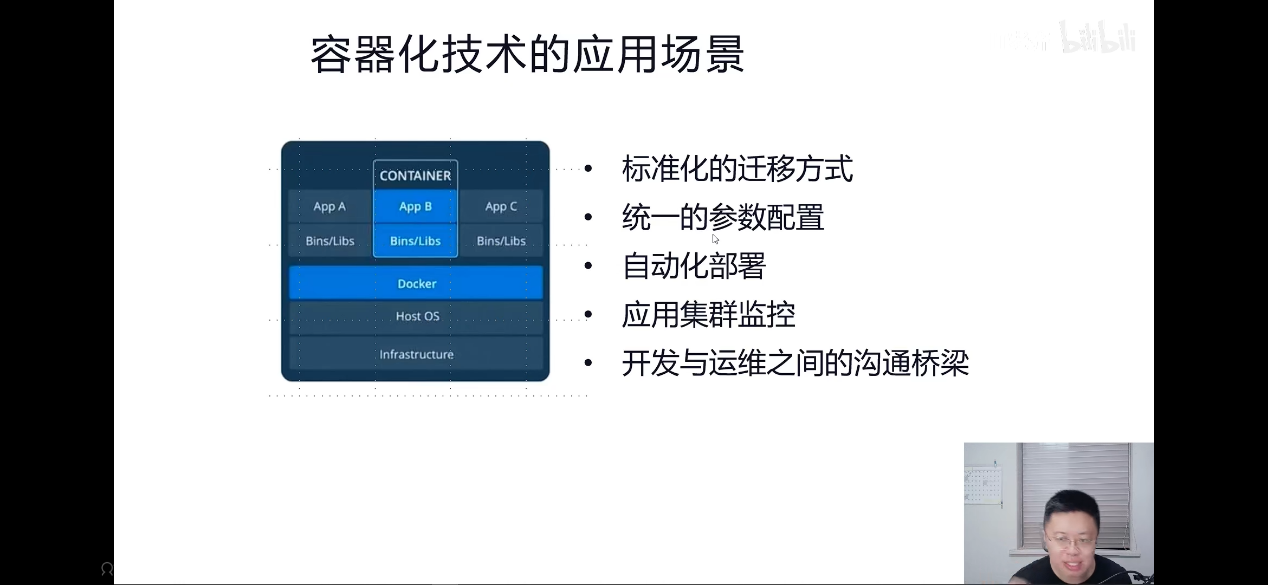 容器化技术的应用场景
bilibili
CONTAINER
App A
App B
App C
Bins/Libs
Bins/Libs
Bins/Libs
Docker
Host OS
Infrastructure
• 标准化的迁移方式
• 统一的参数配置
• 自动化部署
• 应用集群监控
• 开发与运维之间的沟通桥梁